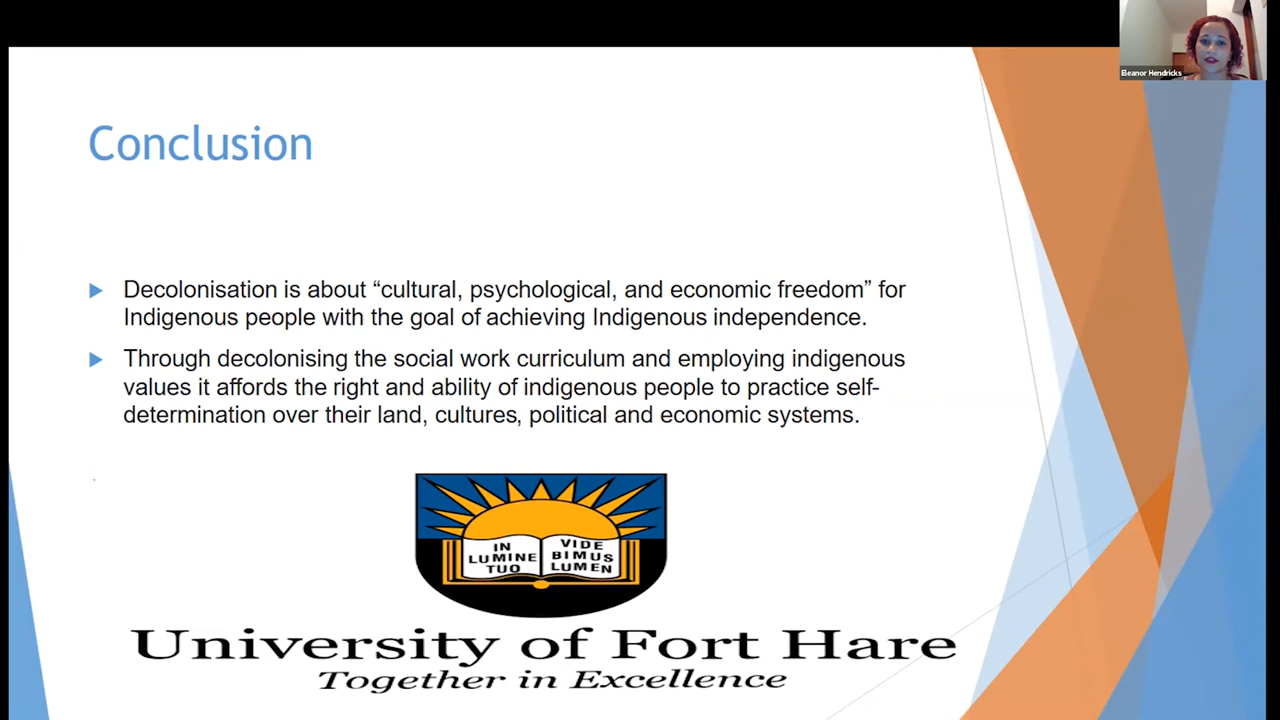 Eleanor Hendricks
Conclusion
Decolonisation is about “cultural, psychological, and economic freedom” for
Indigenous people with the goal of achieving Indigenous independence.
Through decolonising the social work curriculum and employing indigenous
values it affords the right and ability of indigenous people to practice self-
determination over their land, cultures, political and economic systems.
IN
LUMINE
TUO
VIDE
BIMUS
LUMEN
University of Fort Hare
Together in Excellence